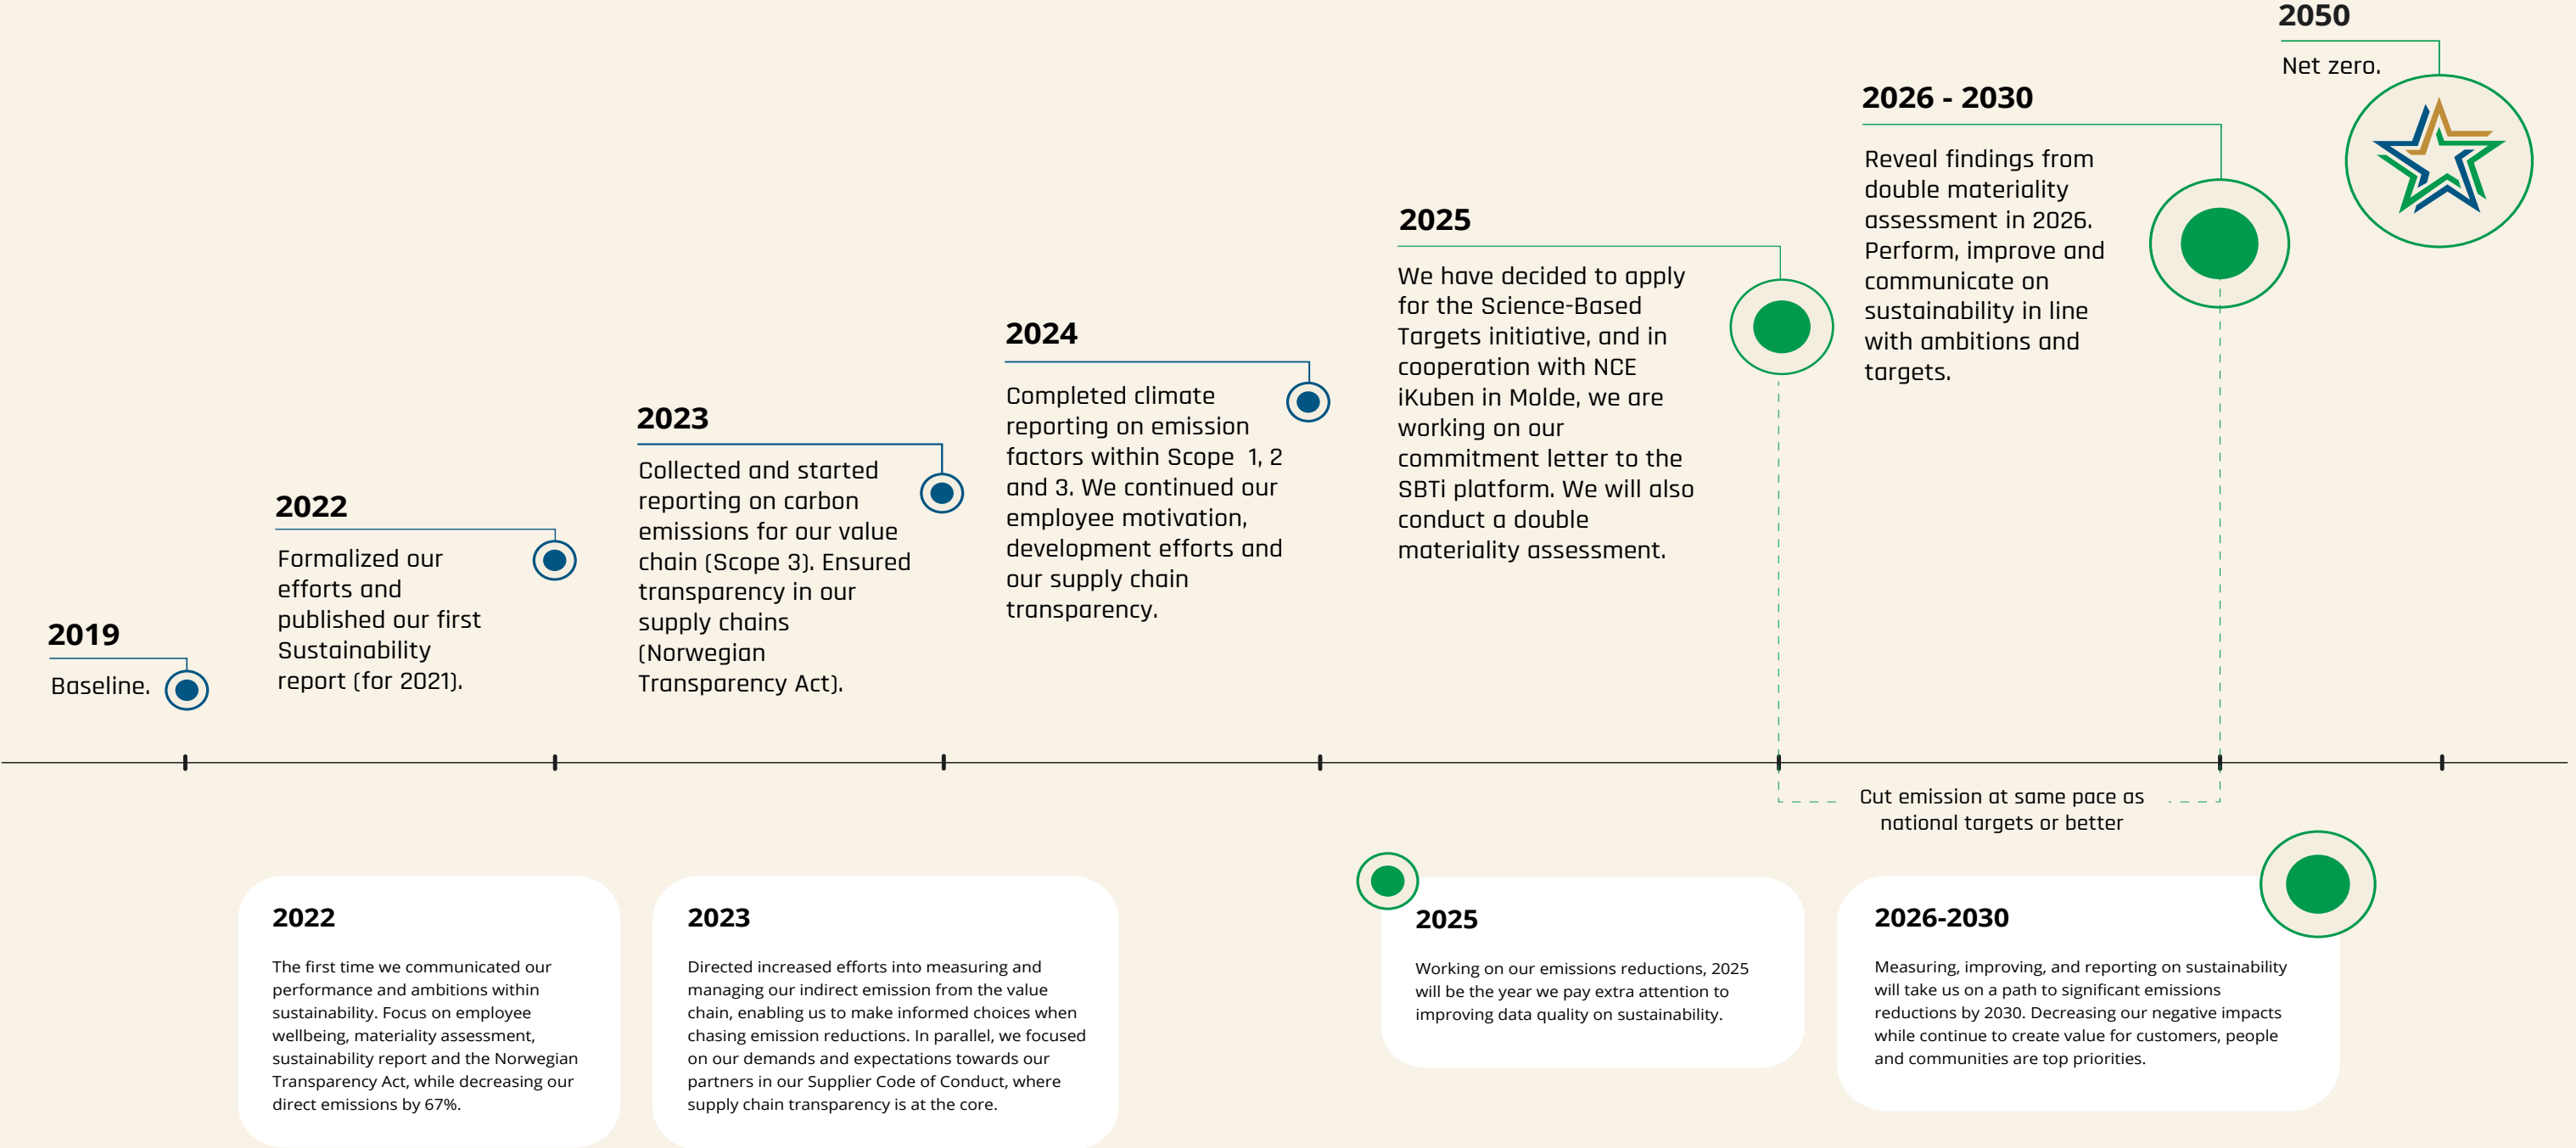 2019
Baseline.
2022
Formalized our
efforts and
published our first
Sustainability
report (for 2021).
2023
Collected and started
reporting on carbon
emissions for our value
chain (Scope 3). Ensured
transparency in our
supply chains
(Norwegian
Transparency Act).
2024
Completed climate
reporting on emission
factors within Scope  1, 2
and 3. We continued our
employee motivation,
development efforts and
our supply chain
transparency.
2025
We have decided to apply
for the Science-Based
Targets initiative, and in
cooperation with NCE
iKuben in Molde, we are
working on our
commitment letter to the
SBTi platform. We will also
conduct a double
materiality assessment.
2026 - 2030
Reveal findings from
double materiality
assessment in 2026.
Perform, improve and
communicate on
sustainability in line
with ambitions and
targets.
2050
Net zero.
Cut emission at same pace as
national targets or better
2022
The first time we communicated our
performance and ambitions within
sustainability. Focus on employee
wellbeing, materiality assessment,
sustainability report and the Norwegian
Transparency Act, while decreasing our
direct emissions by 67%.
2023
Directed increased efforts into measuring and
managing our indirect emission from the value
chain, enabling us to make informed choices when
chasing emission reductions. In parallel, we focused
on our demands and expectations towards our
partners in our Supplier Code of Conduct, where
supply chain transparency is at the core.
2025
Working on our emissions reductions, 2025
will be the year we pay extra attention to
improving data quality on sustainability.
2026-2030
Measuring, improving, and reporting on sustainability
will take us on a path to significant emissions
reductions by 2030. Decreasing our negative impacts
while continue to create value for customers, people
and communities are top priorities.